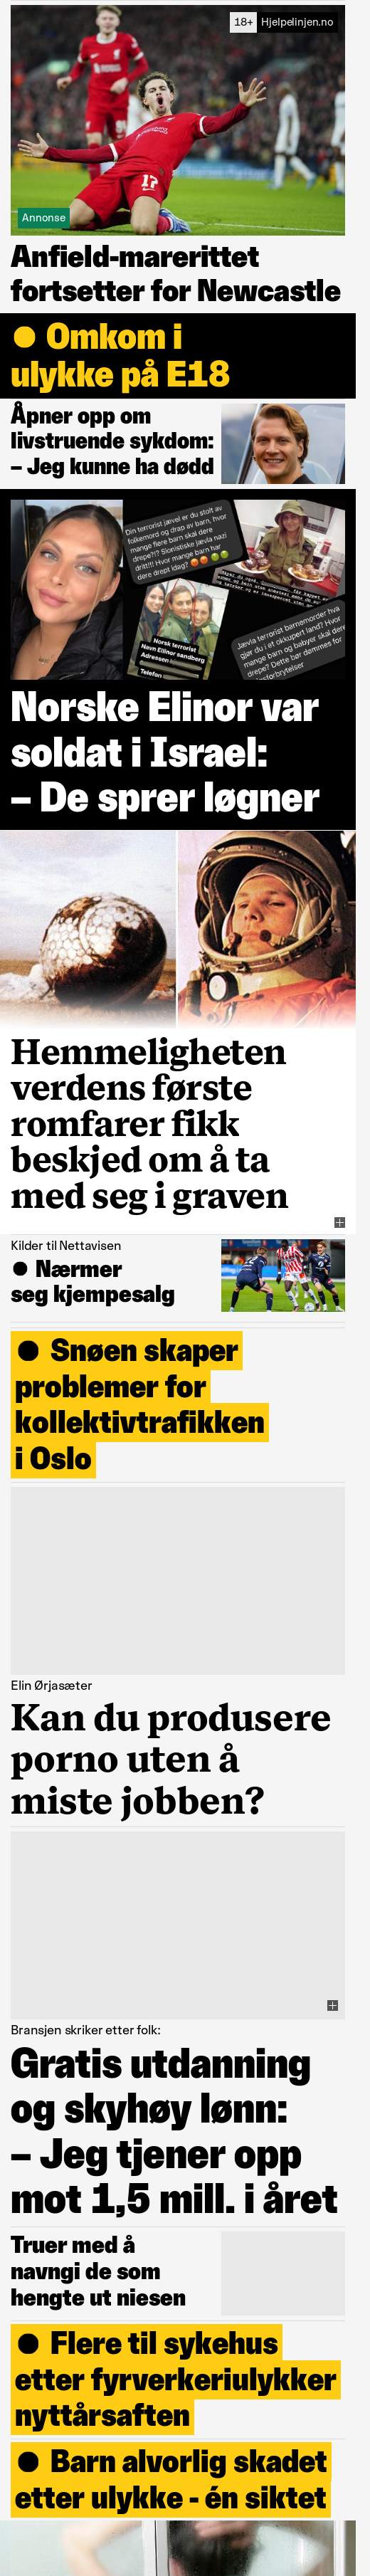 18+ Hjelpelinjen.no
17
Annonse
Anfield-marerittet
fortsetter for Newcastle
● Omkom i
ulykke på E18
Åpner opp om
livstruende sykdom:
– Jeg kunne ha dødd
Din terrorist jævel er du stolt av
folkemord og drap av barn, hvor
mange flere barn skal dere
drepe?!? Sionistiske jævla nazi
dritt!!! Hvor mange barn har
dere drept idag?
Norsk terrorist
Navn Elinor sandberg
Adressen
Telefon
Jævla terrorist barnemorder hva
gjør du i et okkupert land? Hvor
mange barn og babyer skal dere
drepe? Dette bør dømmes for
Norske Elinor var
soldat i Israel:
– De sprer løgner
Hemmeligheten
verdens første
romfarer fikk
beskjed om å ta
med seg i graven
Kilder til Nettavisen
● Nærmer
seg kjempesalg
● Snøen skaper
problemer for
kollektivtrafikken
i Oslo
Elin Ørjasæter
Kan du produsere
porno uten å
miste jobben?
Bransjen skriker etter folk:
Gratis utdanning
og skyhøy lønn:
– Jeg tjener opp
mot 1,5 mill. i året
Truer med å
navngi de som
hengte ut niesen
● Flere til sykehus
etter fyrverkeriulykker
nyttårsaften
● Barn alvorlig skadet
etter ulykke - én siktet